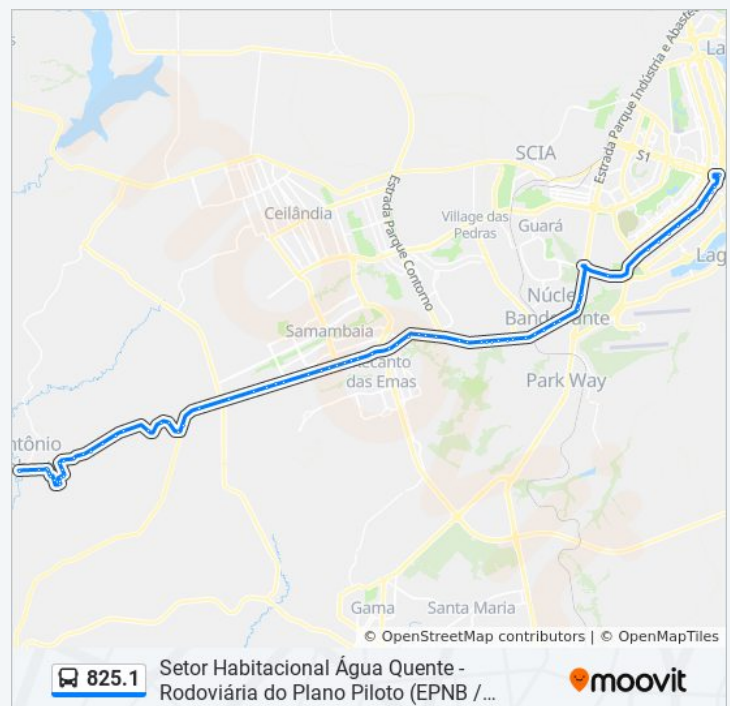 La
Estrada Parque Indústria e Abaste
SCIA
S1
Ceilândia
Estrada Parque Contorno
Village das
Pedras
Guará
Lag
Núcle
Bandeirante
Samambaia
Recanto
das Emas
Park Way
ntônio
Gama
Santa Maria
© OpenStreetMap contributors | © OpenMapTiles
825.1
Setor Habitacional Água Quente -
Rodoviária do Plano Piloto (EPNB /...
moovit